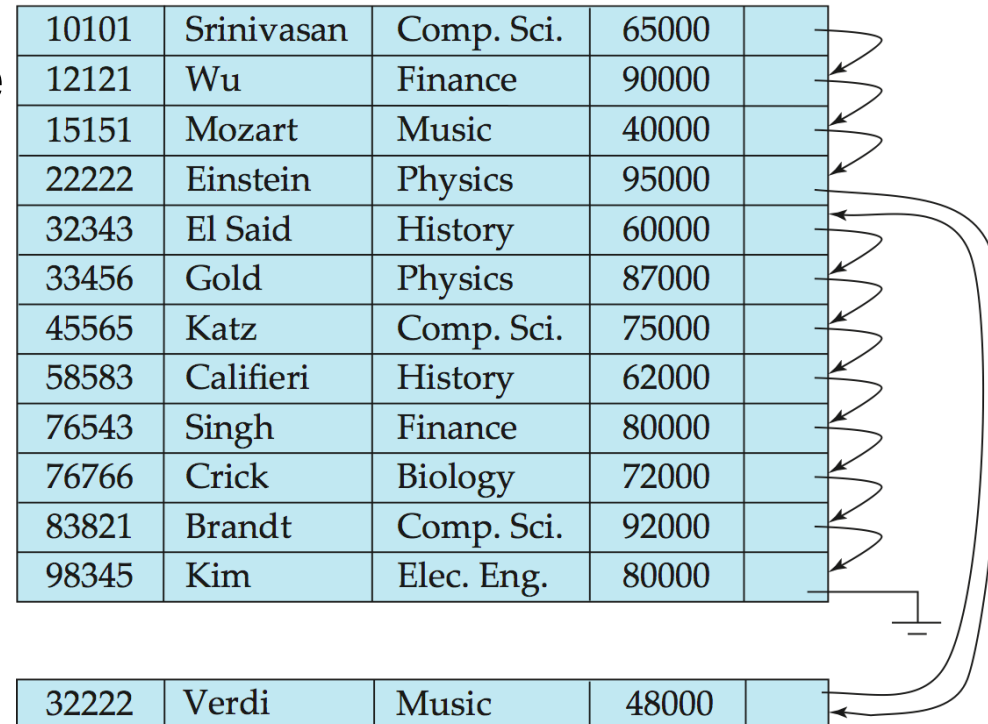 10101 Srinivasan Comp. Sci. 65000
e 12121 Wu Finance 90000
15151 Mozart Music 40000
22222 Einstein Physics 95000
32343 El Said History 60000
33456 Gold Physics 87000
45565 Katz Comp. Sci. 75000
58583 Califieri History 62000
76543 Singh Finance 80000
76766 Crick Biology 72000
83821 Brandt Comp. Sci. 92000
98345 Kim Elec. Eng. 80000
32222 Verdi Music 48000